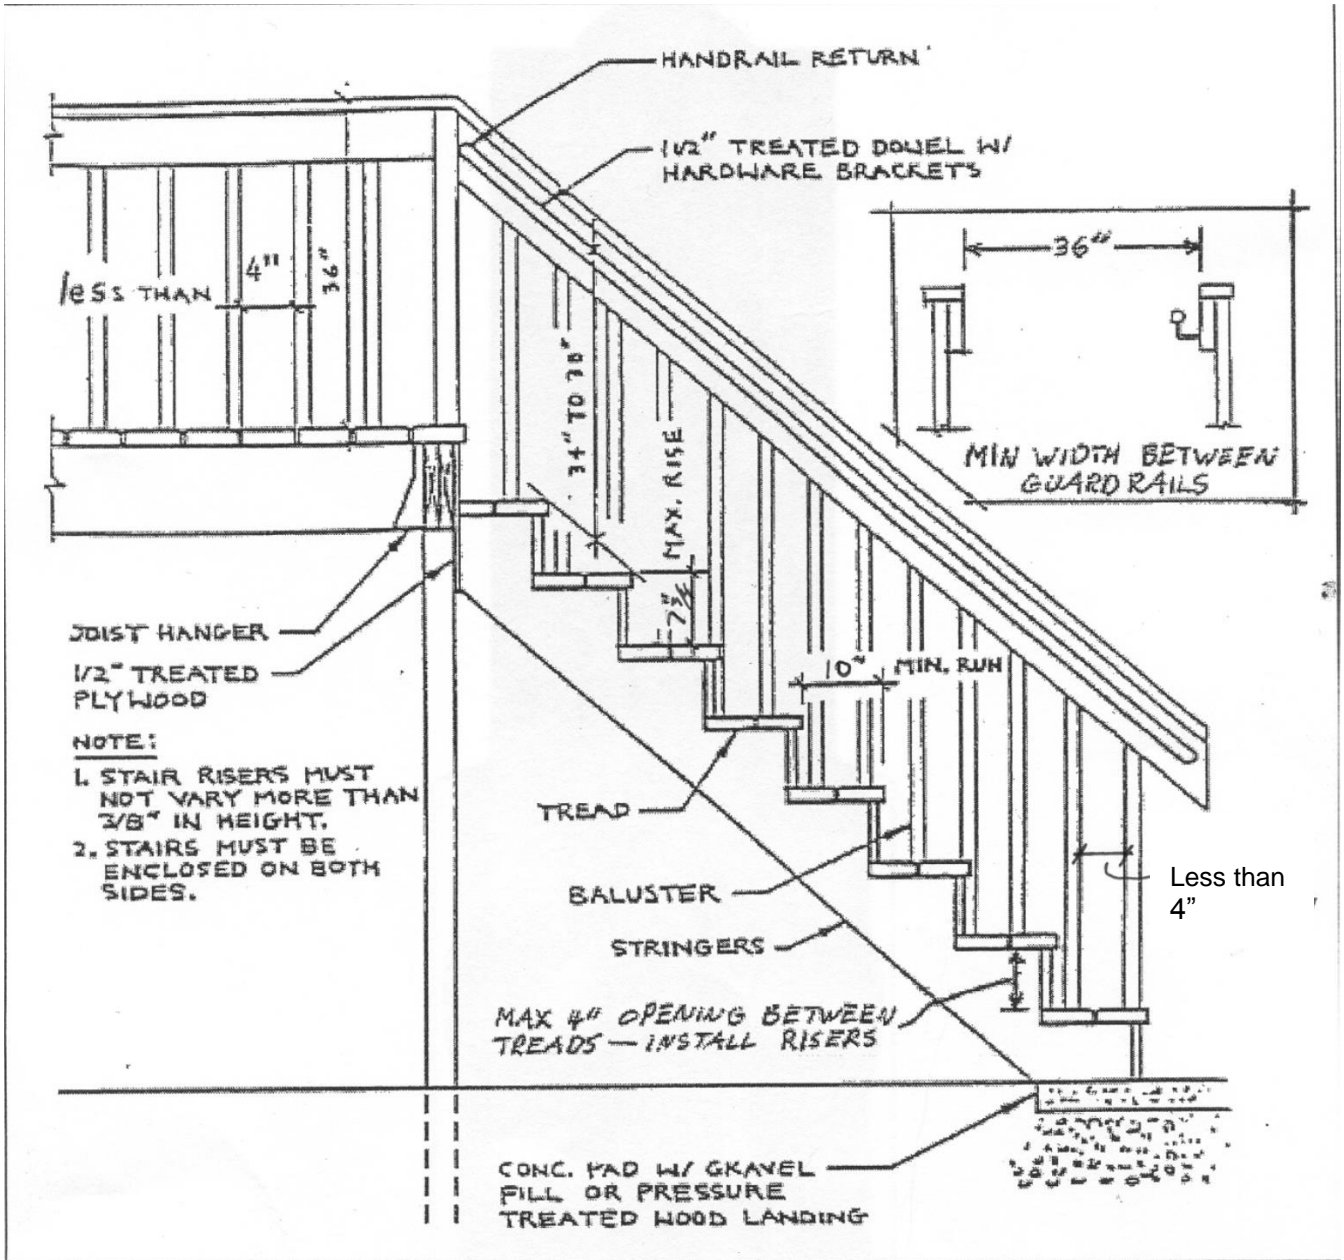 HANDRAIL RETURN
1 1/2" TREATED DOWEL W/
HARDWARE BRACKETS
36"
MIN WIDTH BETWEEN
GUARD RAILS
less THAN
4"
36"
34" TO 38"
MAX. RISE
7 3/4"
10" MIN. RUN
JOIST HANGER
1/2" TREATED
PLYWOOD
NOTE:
1. STAIR RISERS MUST
NOT VARY MORE THAN
3/8" IN HEIGHT.
2. STAIRS MUST BE
ENCLOSED ON BOTH
SIDES.
TREAD
BALUSTER
STRINGERS
Less than
4”
MAX 4" OPENING BETWEEN
TREADS — INSTALL RISERS
CONC. PAD W/ GRAVEL
FILL OR PRESSURE
TREATED WOOD LANDING